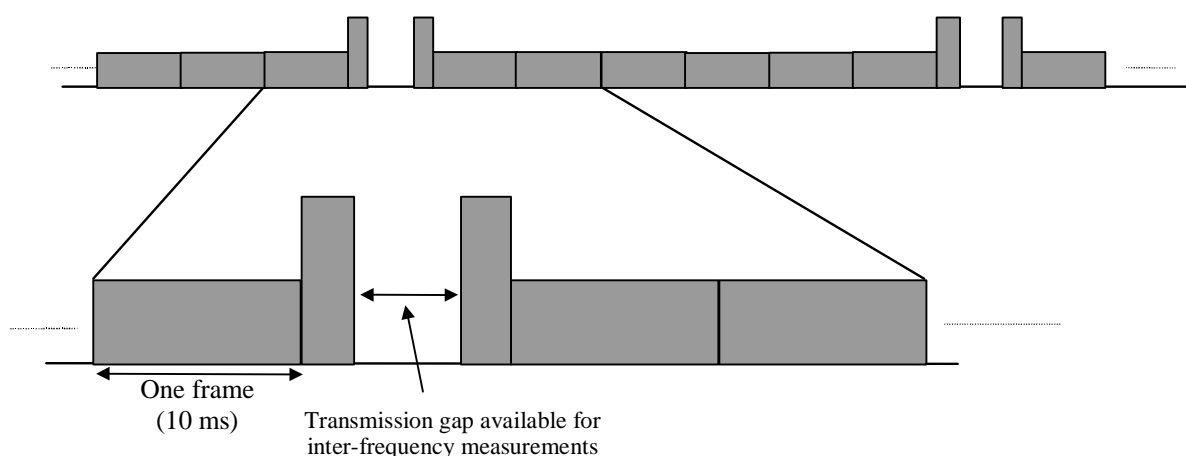 One frame
(10 ms)
Transmission gap available for
inter-frequency measurements